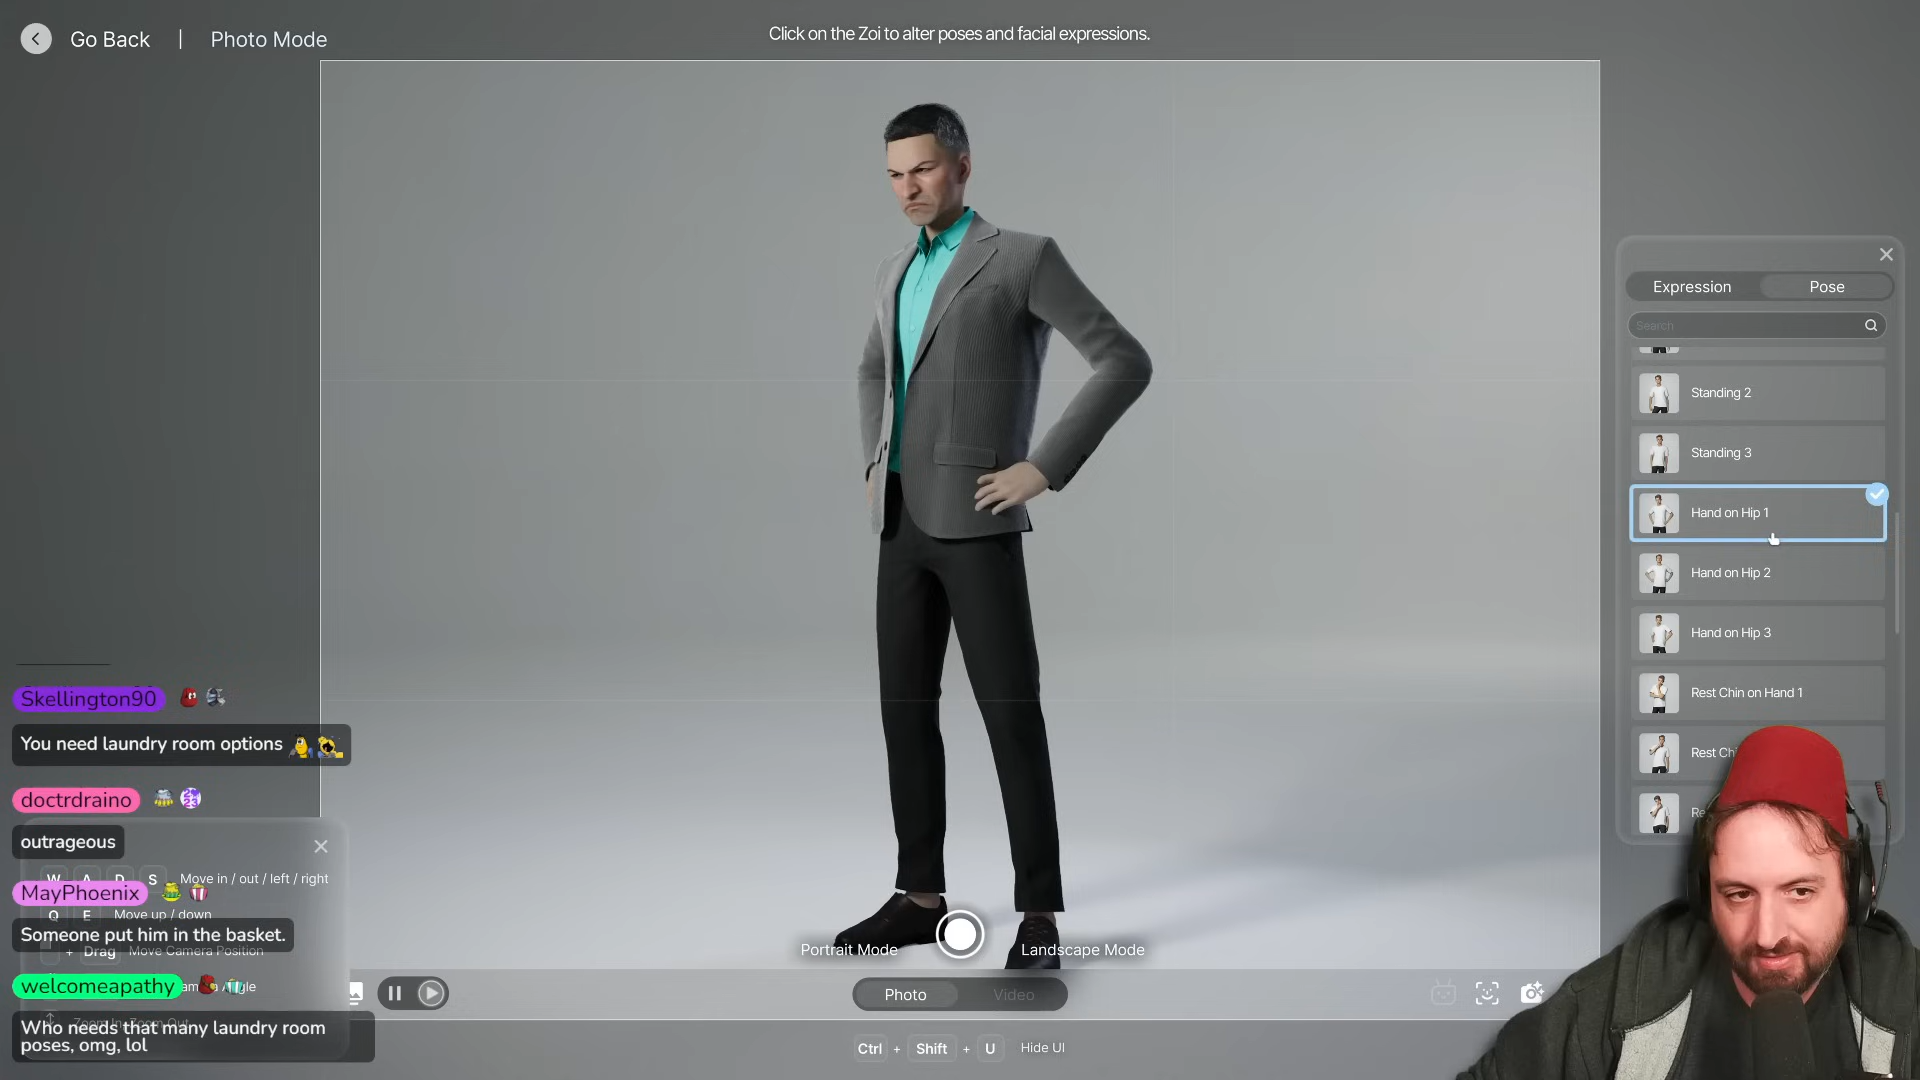 Go Back | Photo Mode
Click on the Zoi to alter poses and facial expressions.
Expression Pose
Search
Standing 2
Standing 3
Hand on Hip 1
Hand on Hip 2
Hand on Hip 3
Rest Chin on Hand 1
Rest Ch
Re
Skellington90
You need laundry room options
doctrdraino
outrageous
W A D S Move in / out / left / right
MayPhoenix
Q E Move up / down
Someone put him in the basket.
+ Drag Move Camera Position
welcomeapathy
Who needs that many laundry room
poses, omg, lol
Portrait Mode Landscape Mode
Photo Video
Ctrl + Shift + U Hide UI